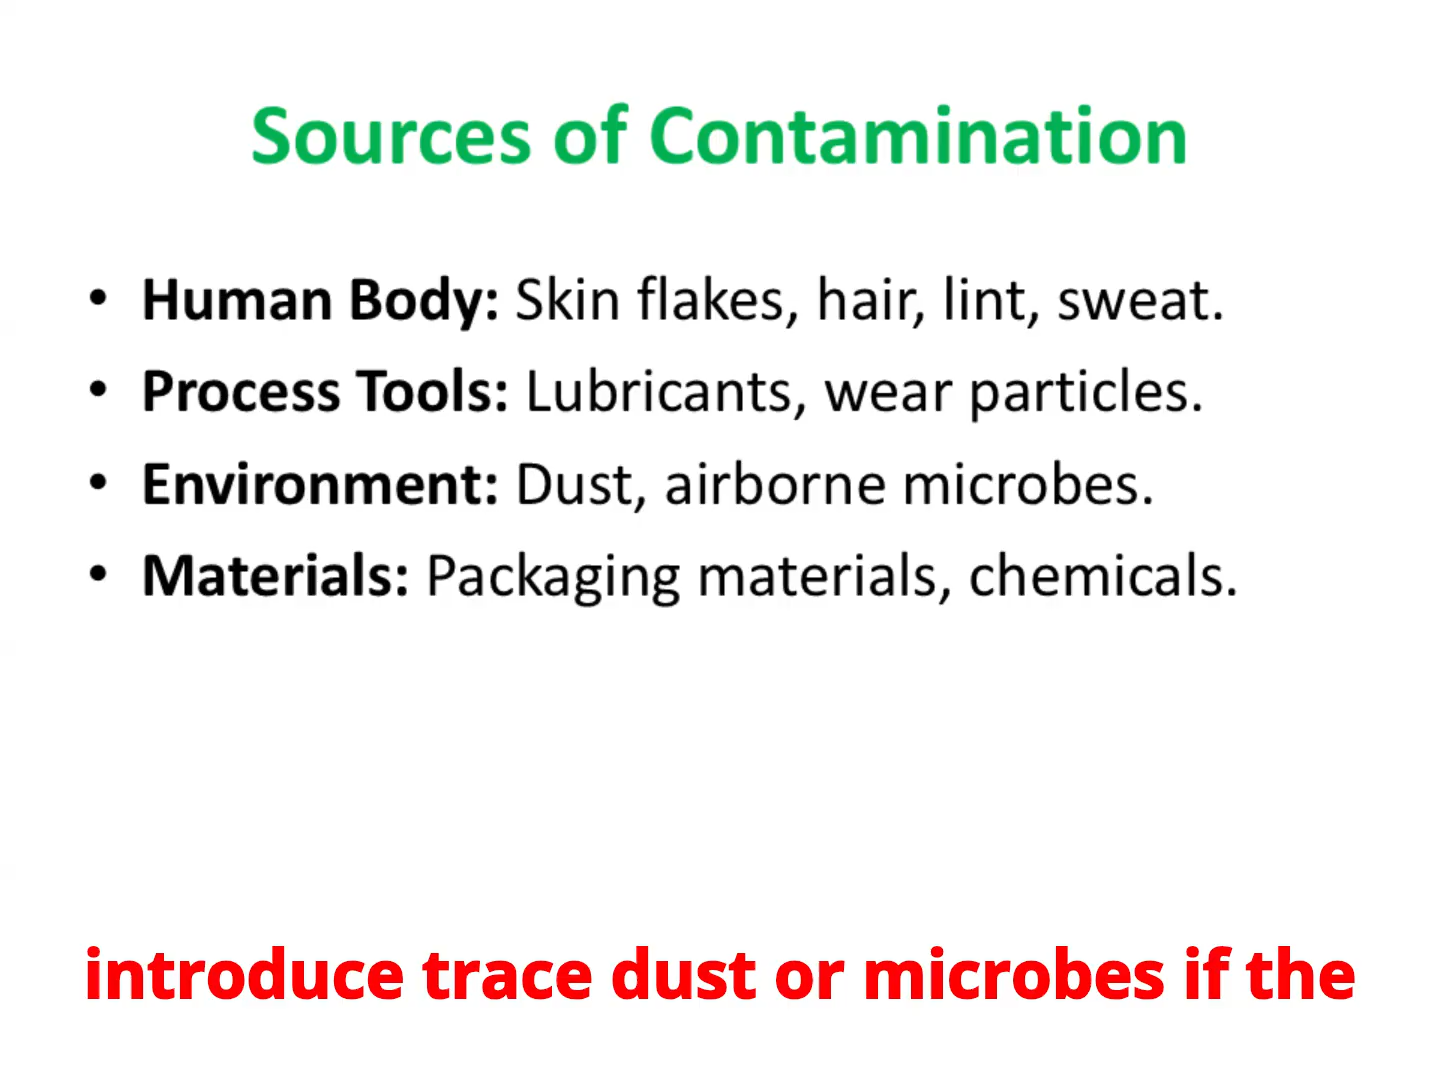 Sources of Contamination
• Human Body: Skin flakes, hair, lint, sweat.
• Process Tools: Lubricants, wear particles.
• Environment: Dust, airborne microbes.
• Materials: Packaging materials, chemicals.
introduce trace dust or microbes if the